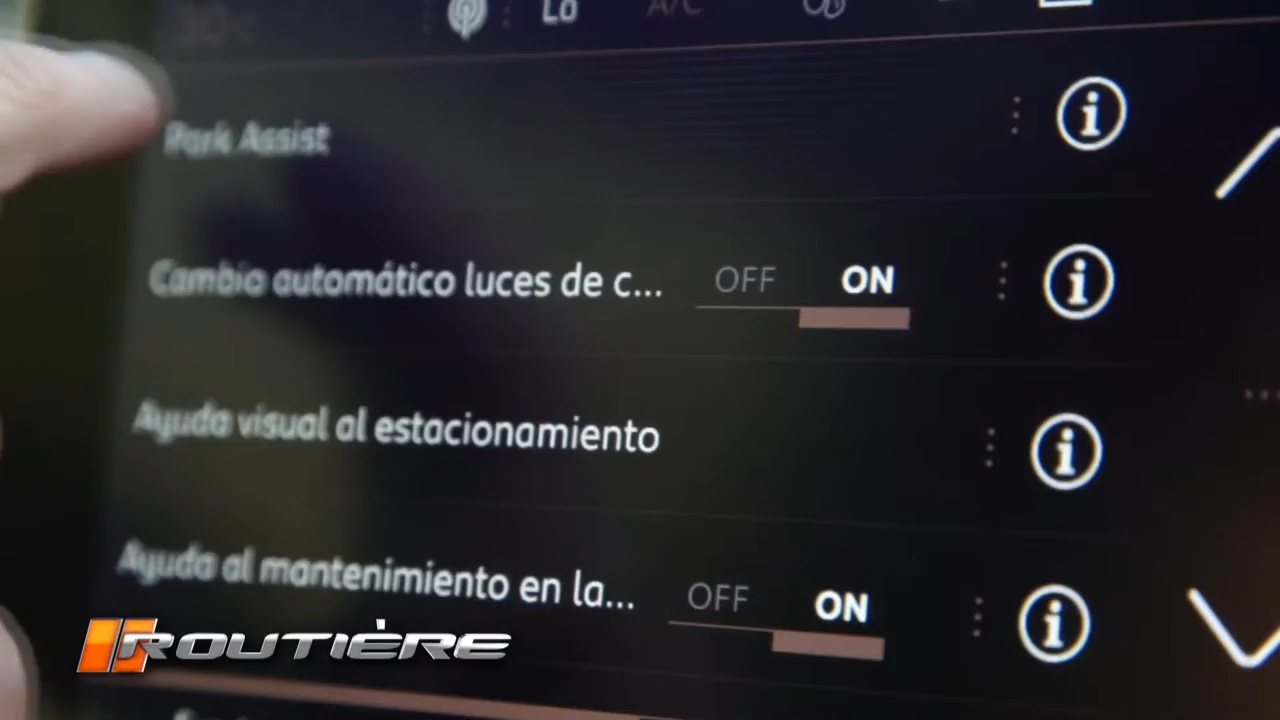 Lo A/C
Park Assist
Cambio automático luces de c... OFF ON
Ayuda visual al estacionamiento
Ayuda al mantenimiento en la... OFF ON
ROUTIÈRE